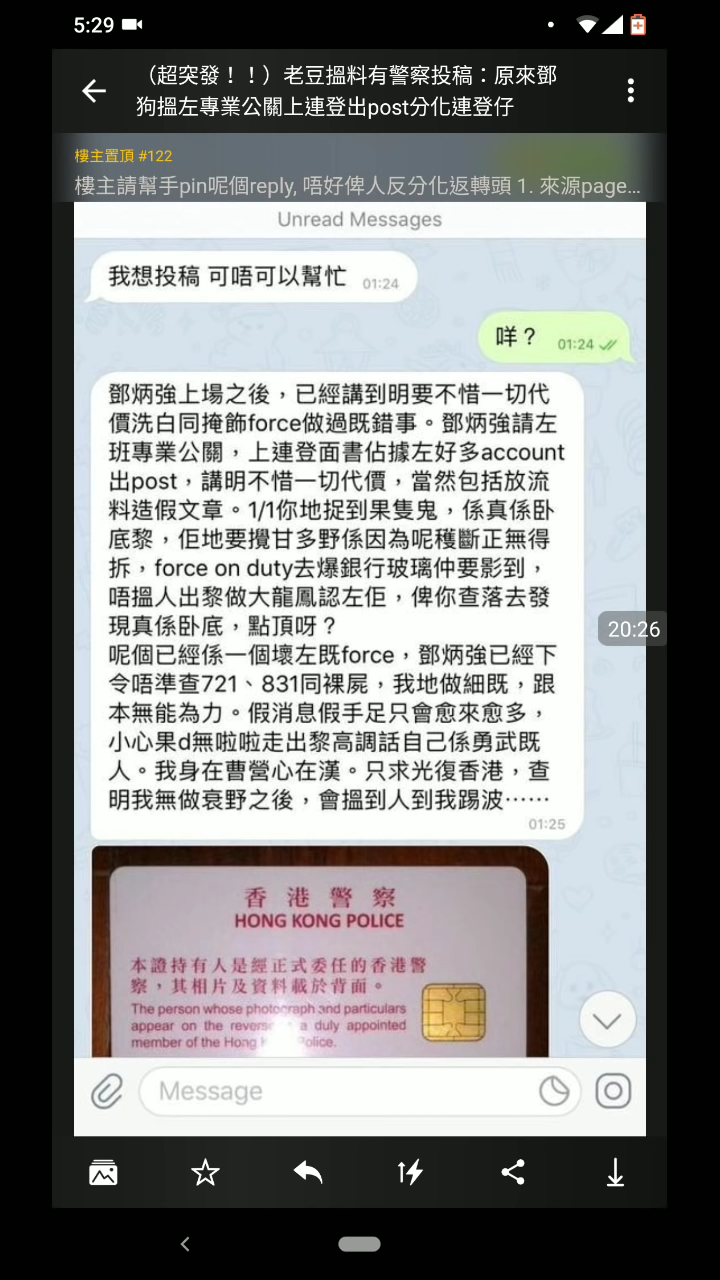 5:29
（超突發！！）老豆搵料有警察投稿：原來鄧
狗搵左專業公關上連登出post分化連登仔
樓主置頂 #122
樓主請幫手pin呢個reply, 唔好俾人反分化返轉頭 1. 來源page...
Unread Messages
我想投稿 可唔可以幫忙 01:24
咩？ 01:24
鄧炳強上場之後，已經講到明要不惜一切代
價洗白同掩飾force做過既錯事。鄧炳強請左
班專業公關，上連登面書佔據左好多account
出post，講明不惜一切代價，當然包括放流
料造假文章。1/1你地捉到果隻鬼，係真係卧
底黎，佢地要攪甘多野係因為呢穫斷正無得
拆，force on duty去爆銀行玻璃仲要影到，
唔搵人出黎做大龍鳳認左佢，俾你查落去發
現真係卧底，點頂呀？
呢個已經係一個壞左既force，鄧炳強已經下
令唔準查721、831同裸屍，我地做細既，跟
本無能為力。假消息假手足只會愈來愈多，
小心果d無啦啦走出黎高調話自己係勇武既
人。我身在曹營心在漢。只求光復香港，查
明我無做衰野之後，會搵到人到我踢波⋯⋯
01:25
20:26
香港警察
HONG KONG POLICE
本證持有人是經正式委任的香港警
察，其相片及資料載於背面。
The person whose photograph and particulars
appear on the reverse a duly appointed
member of the Hong Police.
Message